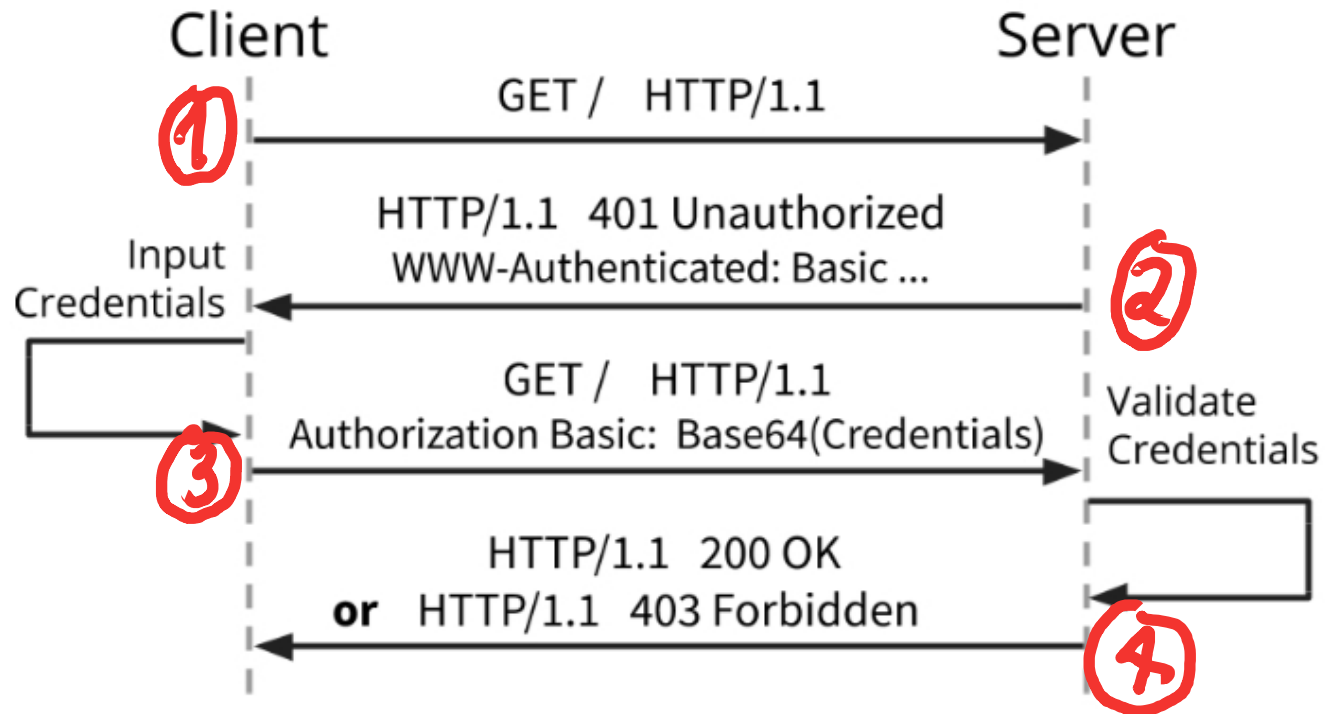 Client
Server
1
GET / HTTP/1.1
HTTP/1.1 401 Unauthorized
WWW-Authenticated: Basic ...
2
Input
Credentials
GET / HTTP/1.1
Authorization Basic: Base64(Credentials)
3
Validate
Credentials
HTTP/1.1 200 OK
or HTTP/1.1 403 Forbidden
4